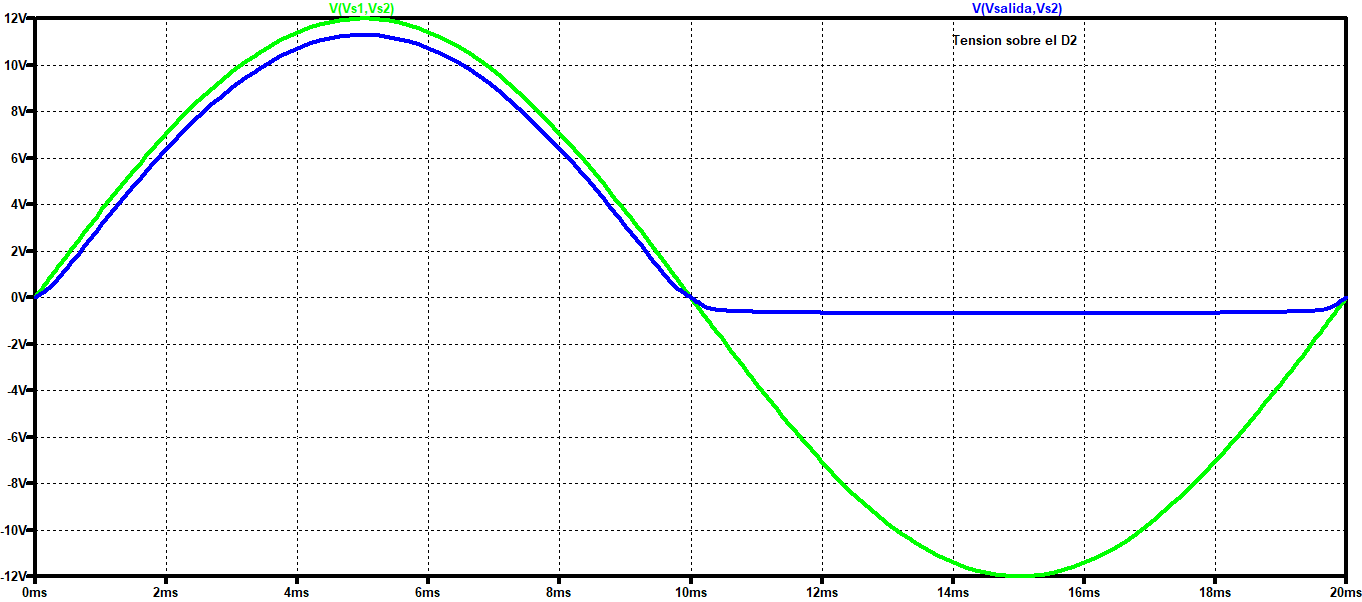 V(Vs1,Vs2)
V(Vsalida,Vs2)
Tension sobre el D2
12V
10V
8V
6V
4V
2V
0V
-2V
-4V
-6V
-8V
-10V
-12V
0ms 2ms 4ms 6ms 8ms 10ms 12ms 14ms 16ms 18ms 20ms